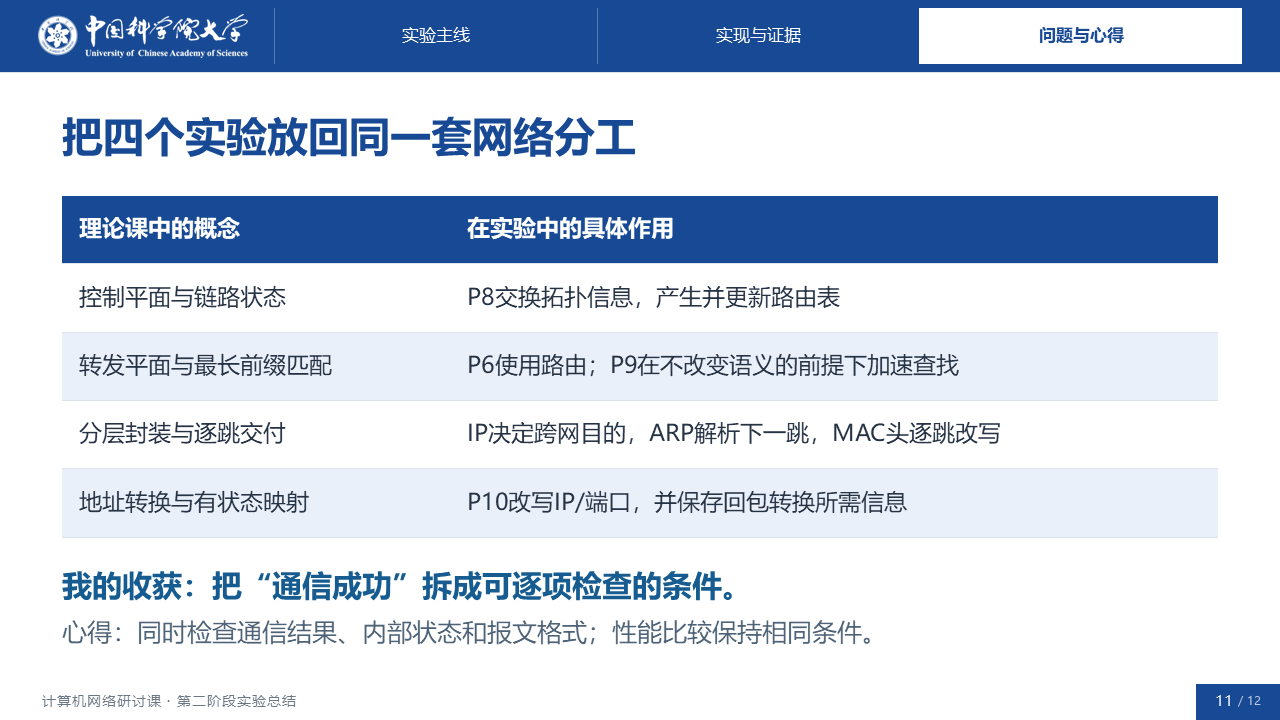 中国科学院大学
University of Chinese Academy of Sciences
实验主线
实现与证据
问题与心得
把四个实验放回同一套网络分工
理论课中的概念
在实验中的具体作用
控制平面与链路状态
P8交换拓扑信息，产生并更新路由表
转发平面与最长前缀匹配
P6使用路由；P9在不改变语义的前提下加速查找
分层封装与逐跳交付
IP决定跨网目的，ARP解析下一跳，MAC头逐跳改写
地址转换与有状态映射
P10改写IP/端口，并保存回包转换所需信息
我的收获：把“通信成功”拆成可逐项检查的条件。
心得：同时检查通信结果、内部状态和报文格式；性能比较保持相同条件。
计算机网络研讨课 · 第二阶段实验总结
11 / 12